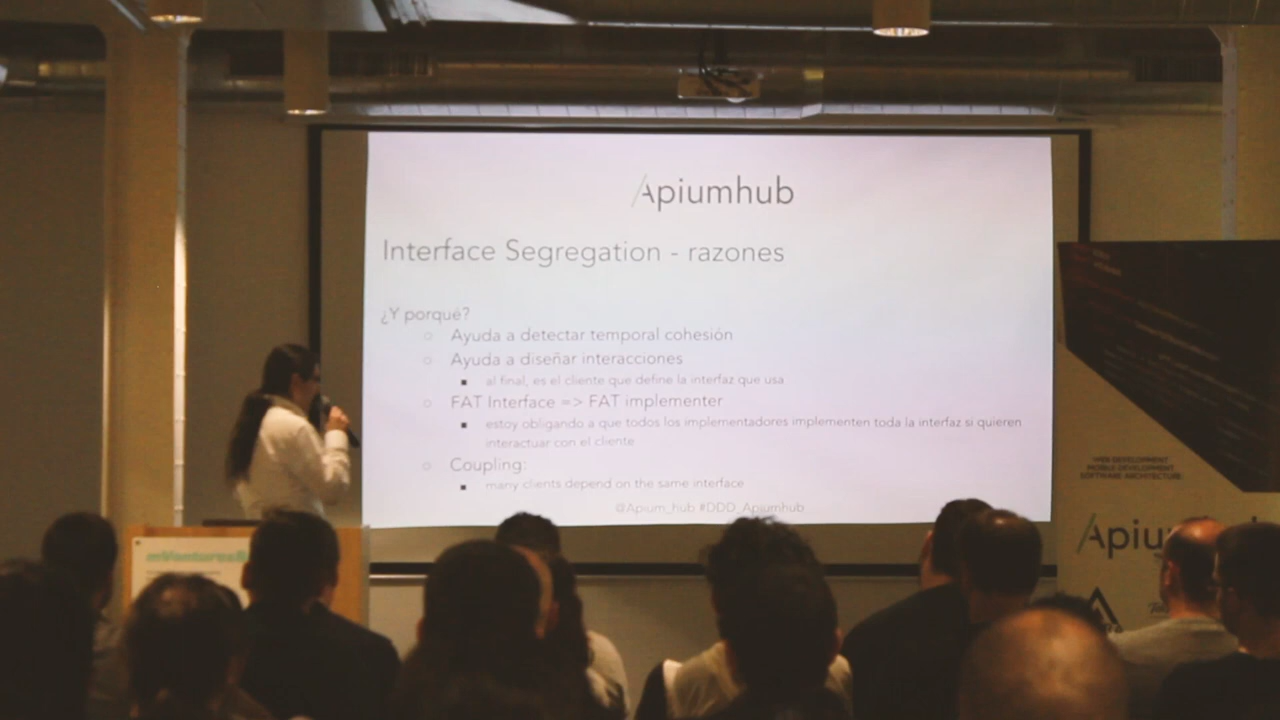 Apiumhub
Interface Segregation - razones
¿Y porqué?
Ayuda a detectar temporal cohesión
Ayuda a diseñar interacciones
al final, es el cliente que define la interfaz que usa
FAT Interface => FAT implementer
estoy obligando a que todos los implementadores implementen toda la interfaz si quieren
interactuar con el cliente
Coupling:
many clients depend on the same interface
@Apium_hub #DDD_Apiumhub
WEB DEVELOPMENT
MOBILE DEVELOPMENT
SOFTWARE ARCHITECTURE
Apiu